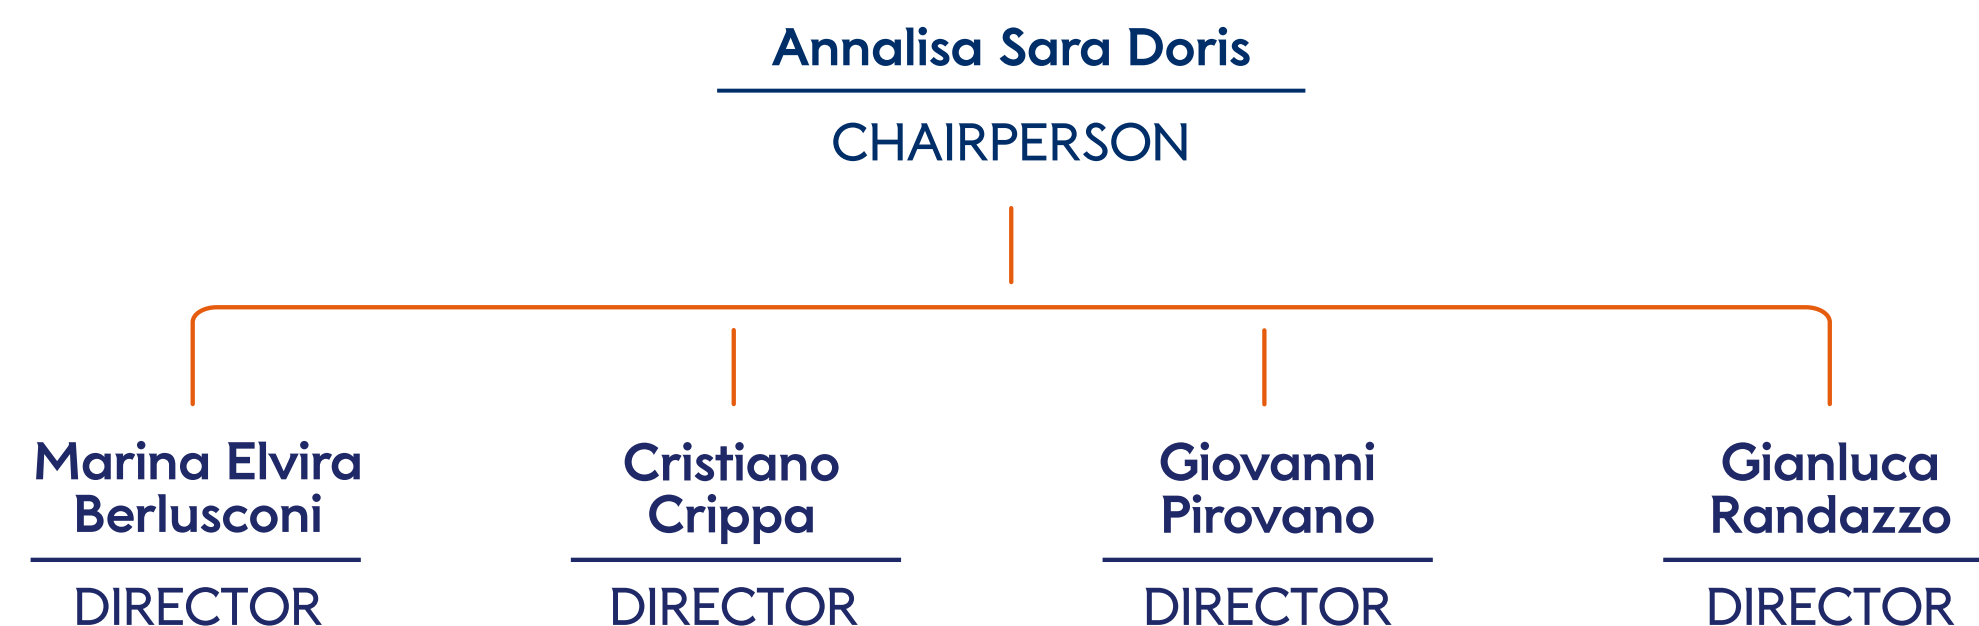 Annalisa Sara Doris
CHAIRPERSON
Marina Elvira
Berlusconi
DIRECTOR
Cristiano
Crippa
DIRECTOR
Giovanni
Pirovano
DIRECTOR
Gianluca
Randazzo
DIRECTOR